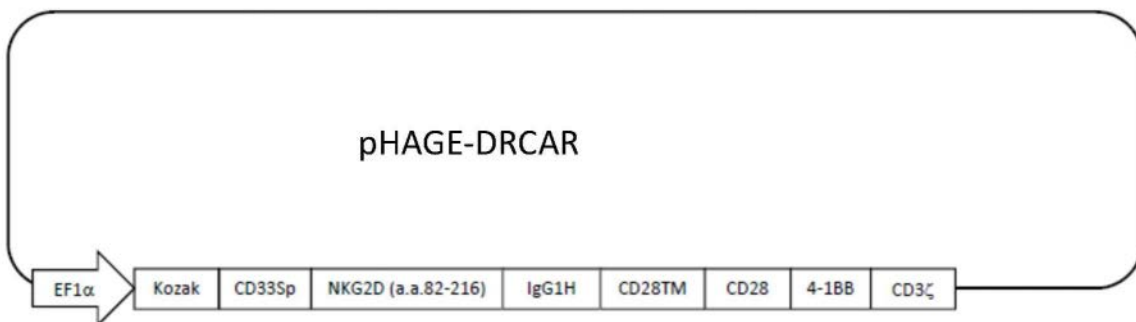 pHAGE-DRCAR
EF1α Kozak CD33Sp NKG2D (a.a.82-216) IgG1H CD28TM CD28 4-1BB CD3ζ